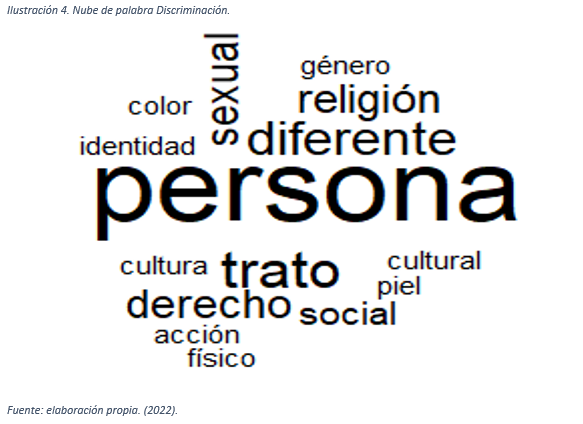 Ilustración 4. Nube de palabra Discriminación.
sexual
género
color
religión
identidad
diferente
persona
cultura
trato
cultural
piel
derecho
social
acción
físico
Fuente: elaboración propia. (2022).